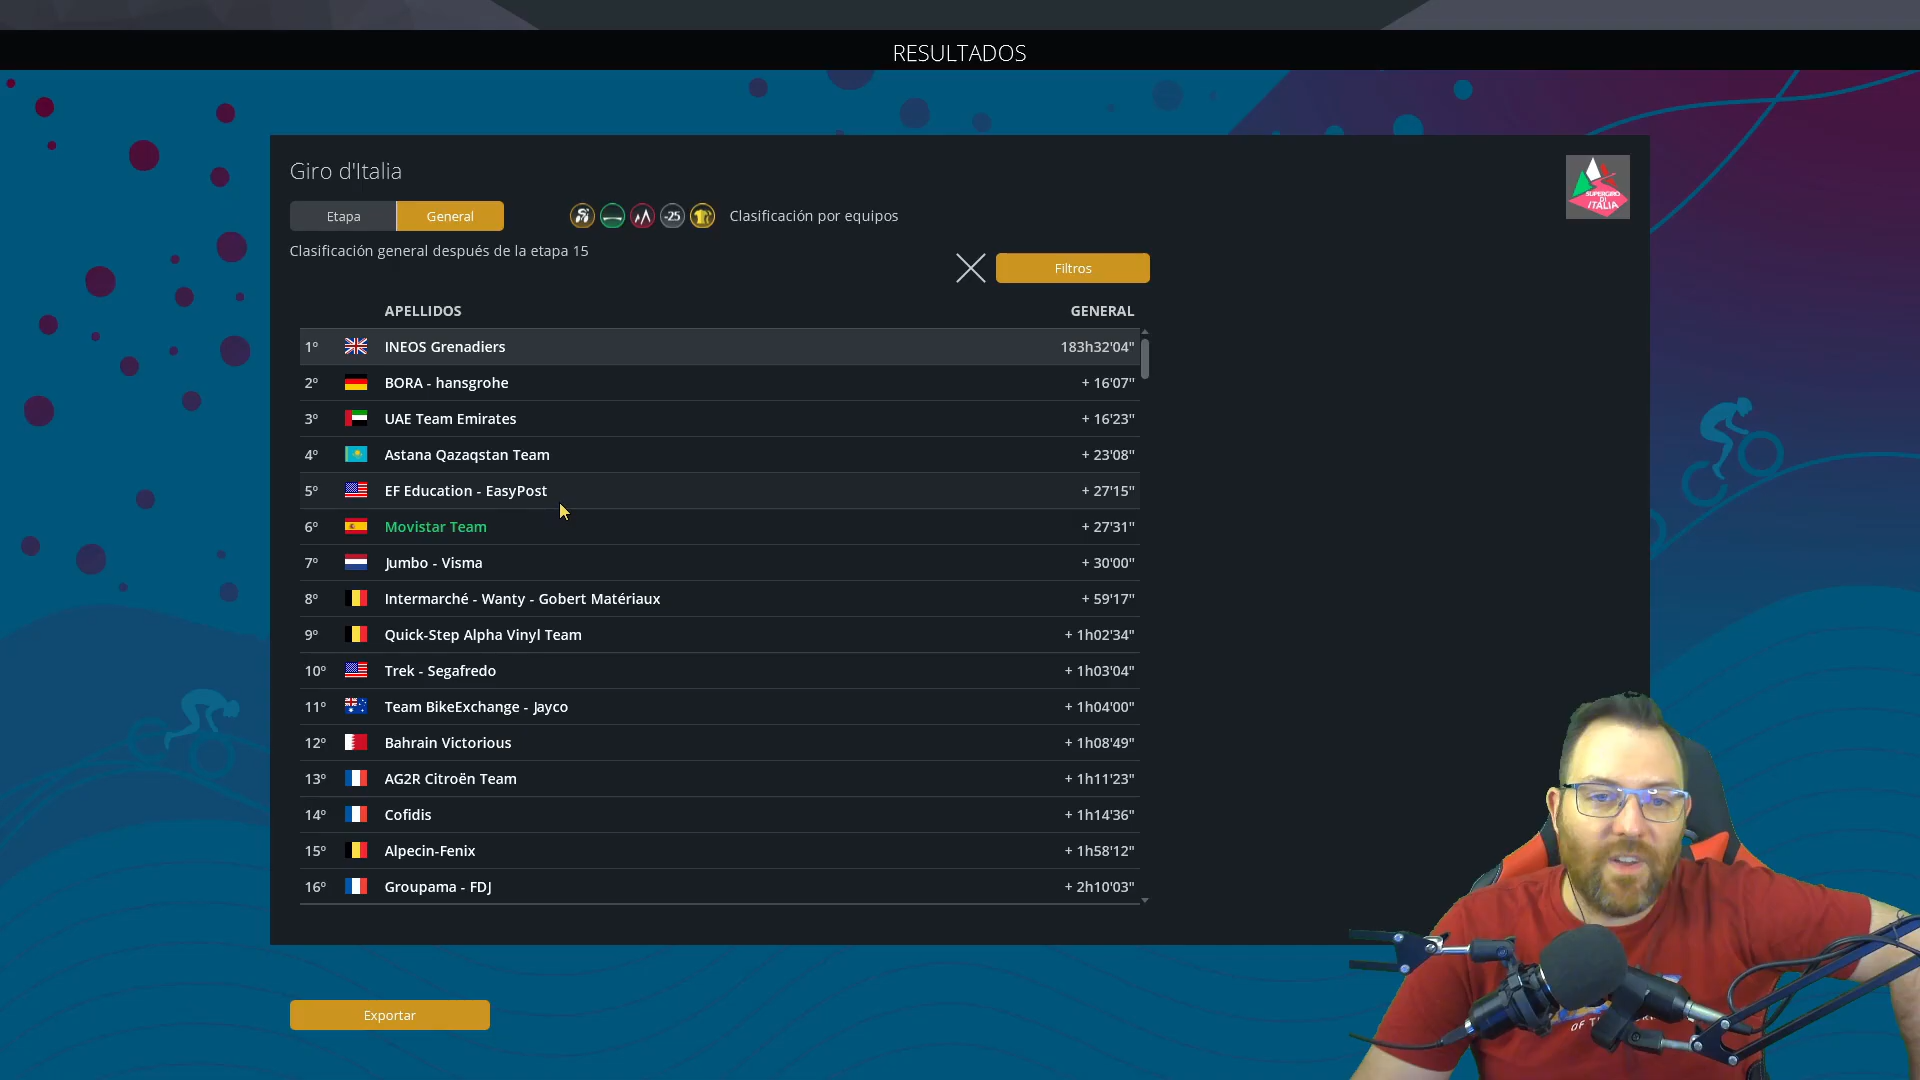 RESULTADOS
Giro d'Italia
SUPERGIRO
DI
ITALIA
Etapa
General
-25
Clasificación por equipos
Clasificación general después de la etapa 15
Filtros
APELLIDOS GENERAL
1º INEOS Grenadiers 183h32'04''
2º BORA - hansgrohe + 16'07''
3º UAE Team Emirates + 16'23''
4º Astana Qazaqstan Team + 23'08''
5º EF Education - EasyPost + 27'15''
6º Movistar Team + 27'31''
7º Jumbo - Visma + 30'00''
8º Intermarché - Wanty - Gobert Matériaux + 59'17''
9º Quick-Step Alpha Vinyl Team + 1h02'34''
10º Trek - Segafredo + 1h03'04''
11º Team BikeExchange - Jayco + 1h04'00''
12º Bahrain Victorious + 1h08'49''
13º AG2R Citroën Team + 1h11'23''
14º Cofidis + 1h14'36''
15º Alpecin-Fenix + 1h58'12''
16º Groupama - FDJ + 2h10'03''
Exportar